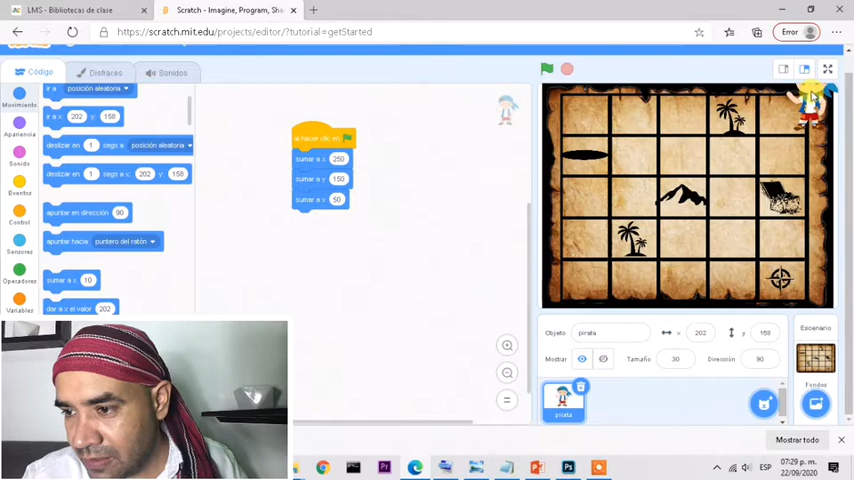 LMS - Bibliotecas de clase
Scratch - Imagine, Program, Sha
https://scratch.mit.edu/projects/editor/?tutorial=getStarted
Error
Código
Disfraces
Sonidos
Movimiento
Apariencia
Sonido
Eventos
Control
Sensores
Operadores
Variables
ir a posición aleatoria
ir a x: 202 y: 158
deslizar en 1 segs a posición aleatoria
deslizar en 1 segs a x: 202 y: 158
apuntar en dirección 90
apuntar hacia puntero del ratón
sumar a x 10
dar a x el valor 202
al hacer clic en
sumar a x 250
sumar a y 150
sumar a x 50
Objeto pirata x 202 y 158
Mostrar Tamaño 30 Dirección 90
pirata
Escenario
Fondos
Mostrar todo
ESP
07:29 p. m.
22/09/2020